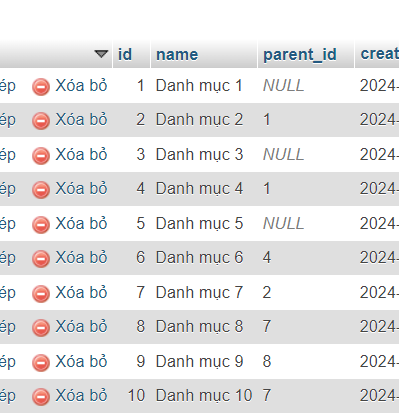 id name parent_id creat
ép Xóa bỏ 1 Danh mục 1 NULL 2024-
ép Xóa bỏ 2 Danh mục 2 1 2024-
ép Xóa bỏ 3 Danh mục 3 NULL 2024-
ép Xóa bỏ 4 Danh mục 4 1 2024-
ép Xóa bỏ 5 Danh mục 5 NULL 2024-
ép Xóa bỏ 6 Danh mục 6 4 2024-
ép Xóa bỏ 7 Danh mục 7 2 2024-
ép Xóa bỏ 8 Danh mục 8 7 2024-
ép Xóa bỏ 9 Danh mục 9 8 2024-
ép Xóa bỏ 10 Danh mục 10 7 2024-